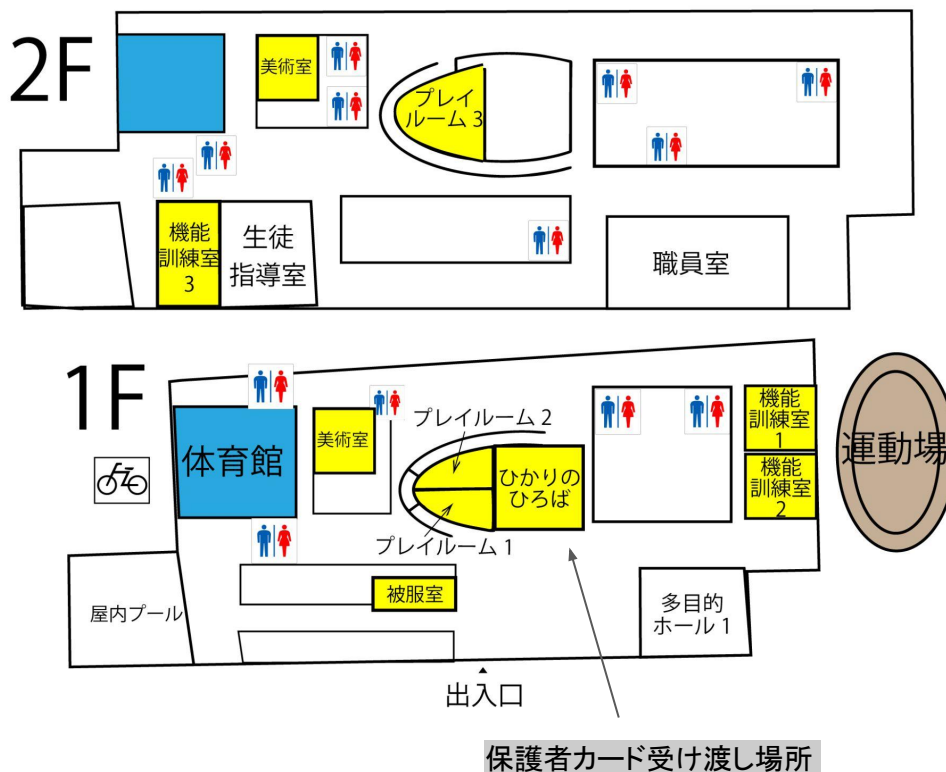 2F
美術室
プレイ
ルーム 3
機能
訓練室
3
生徒
指導室
職員室
1F
体育館
美術室
プレイルーム 2
ひかりの
ひろば
プレイルーム 1
機能
訓練室
1
機能
訓練室
2
運動場
屋内プール
被服室
多目的
ホール 1
出入口
保護者カード受け渡し場所